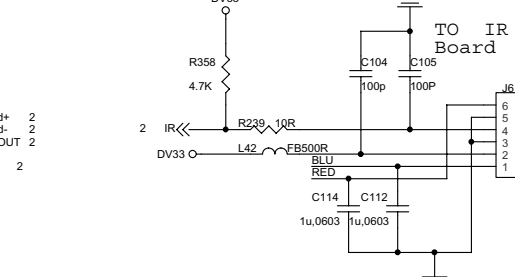 DV33
TO IR
Board
R358
4.7K
C104
C105
100p
100P
J6
d+ 2
d- 2
OUT 2
2
2 IR
R239 10R
DV33
L42 FB500R
BLU
RED
6
5
4
3
2
1
C114
C112
1u,0603
1u,0603